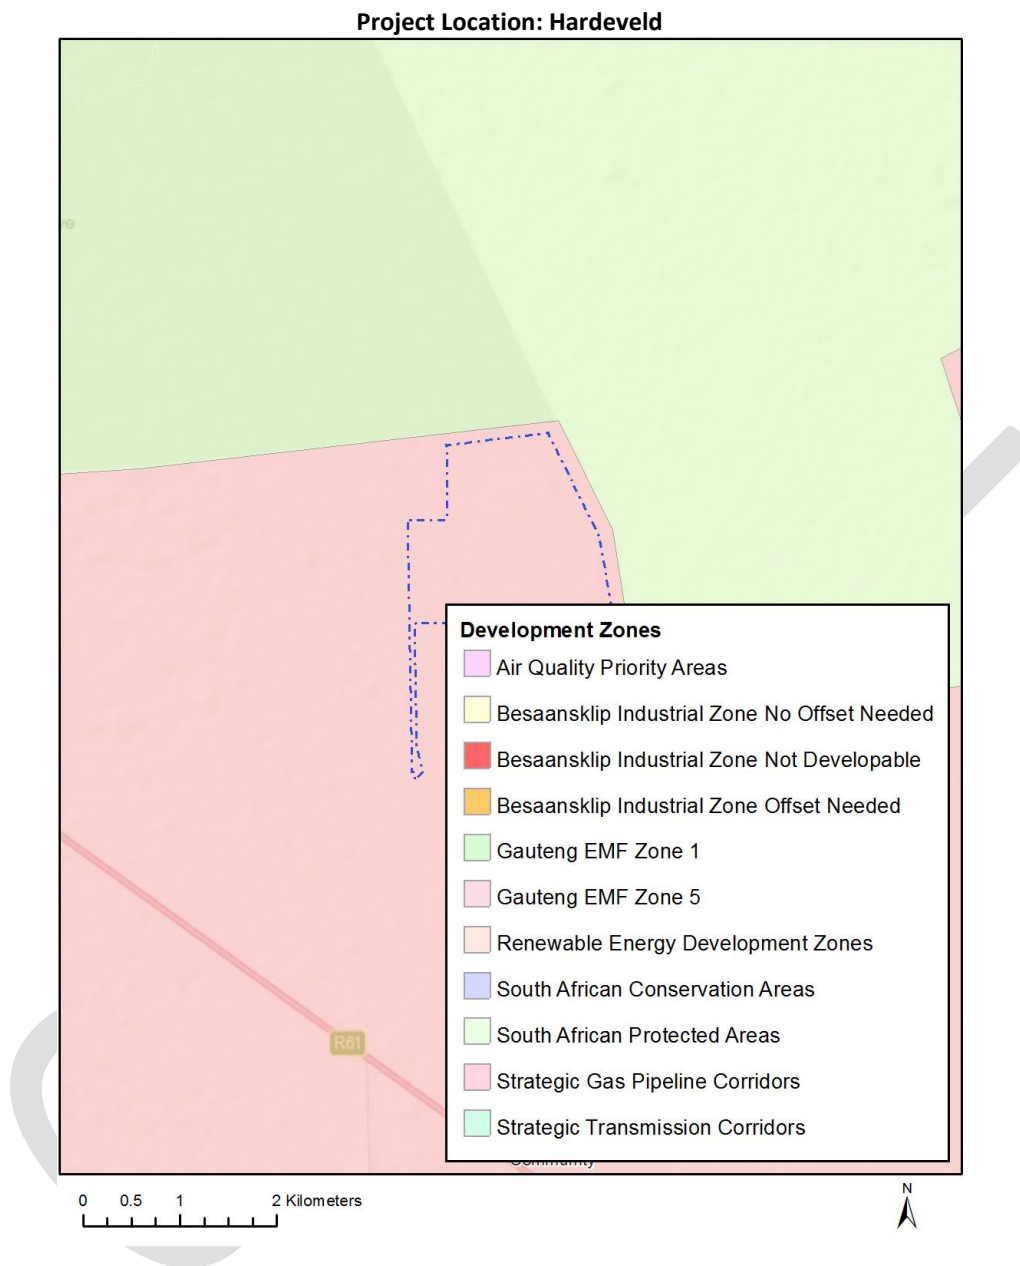 Project Location: Hardeveld
ve
Development Zones
Air Quality Priority Areas
Besaansklip Industrial Zone No Offset Needed
Besaansklip Industrial Zone Not Developable
Besaansklip Industrial Zone Offset Needed
Gauteng EMF Zone 1
Gauteng EMF Zone 5
Renewable Energy Development Zones
South African Conservation Areas
South African Protected Areas
Strategic Gas Pipeline Corridors
Strategic Transmission Corridors
R61
Community
0 0.5 1 2 Kilometers
N